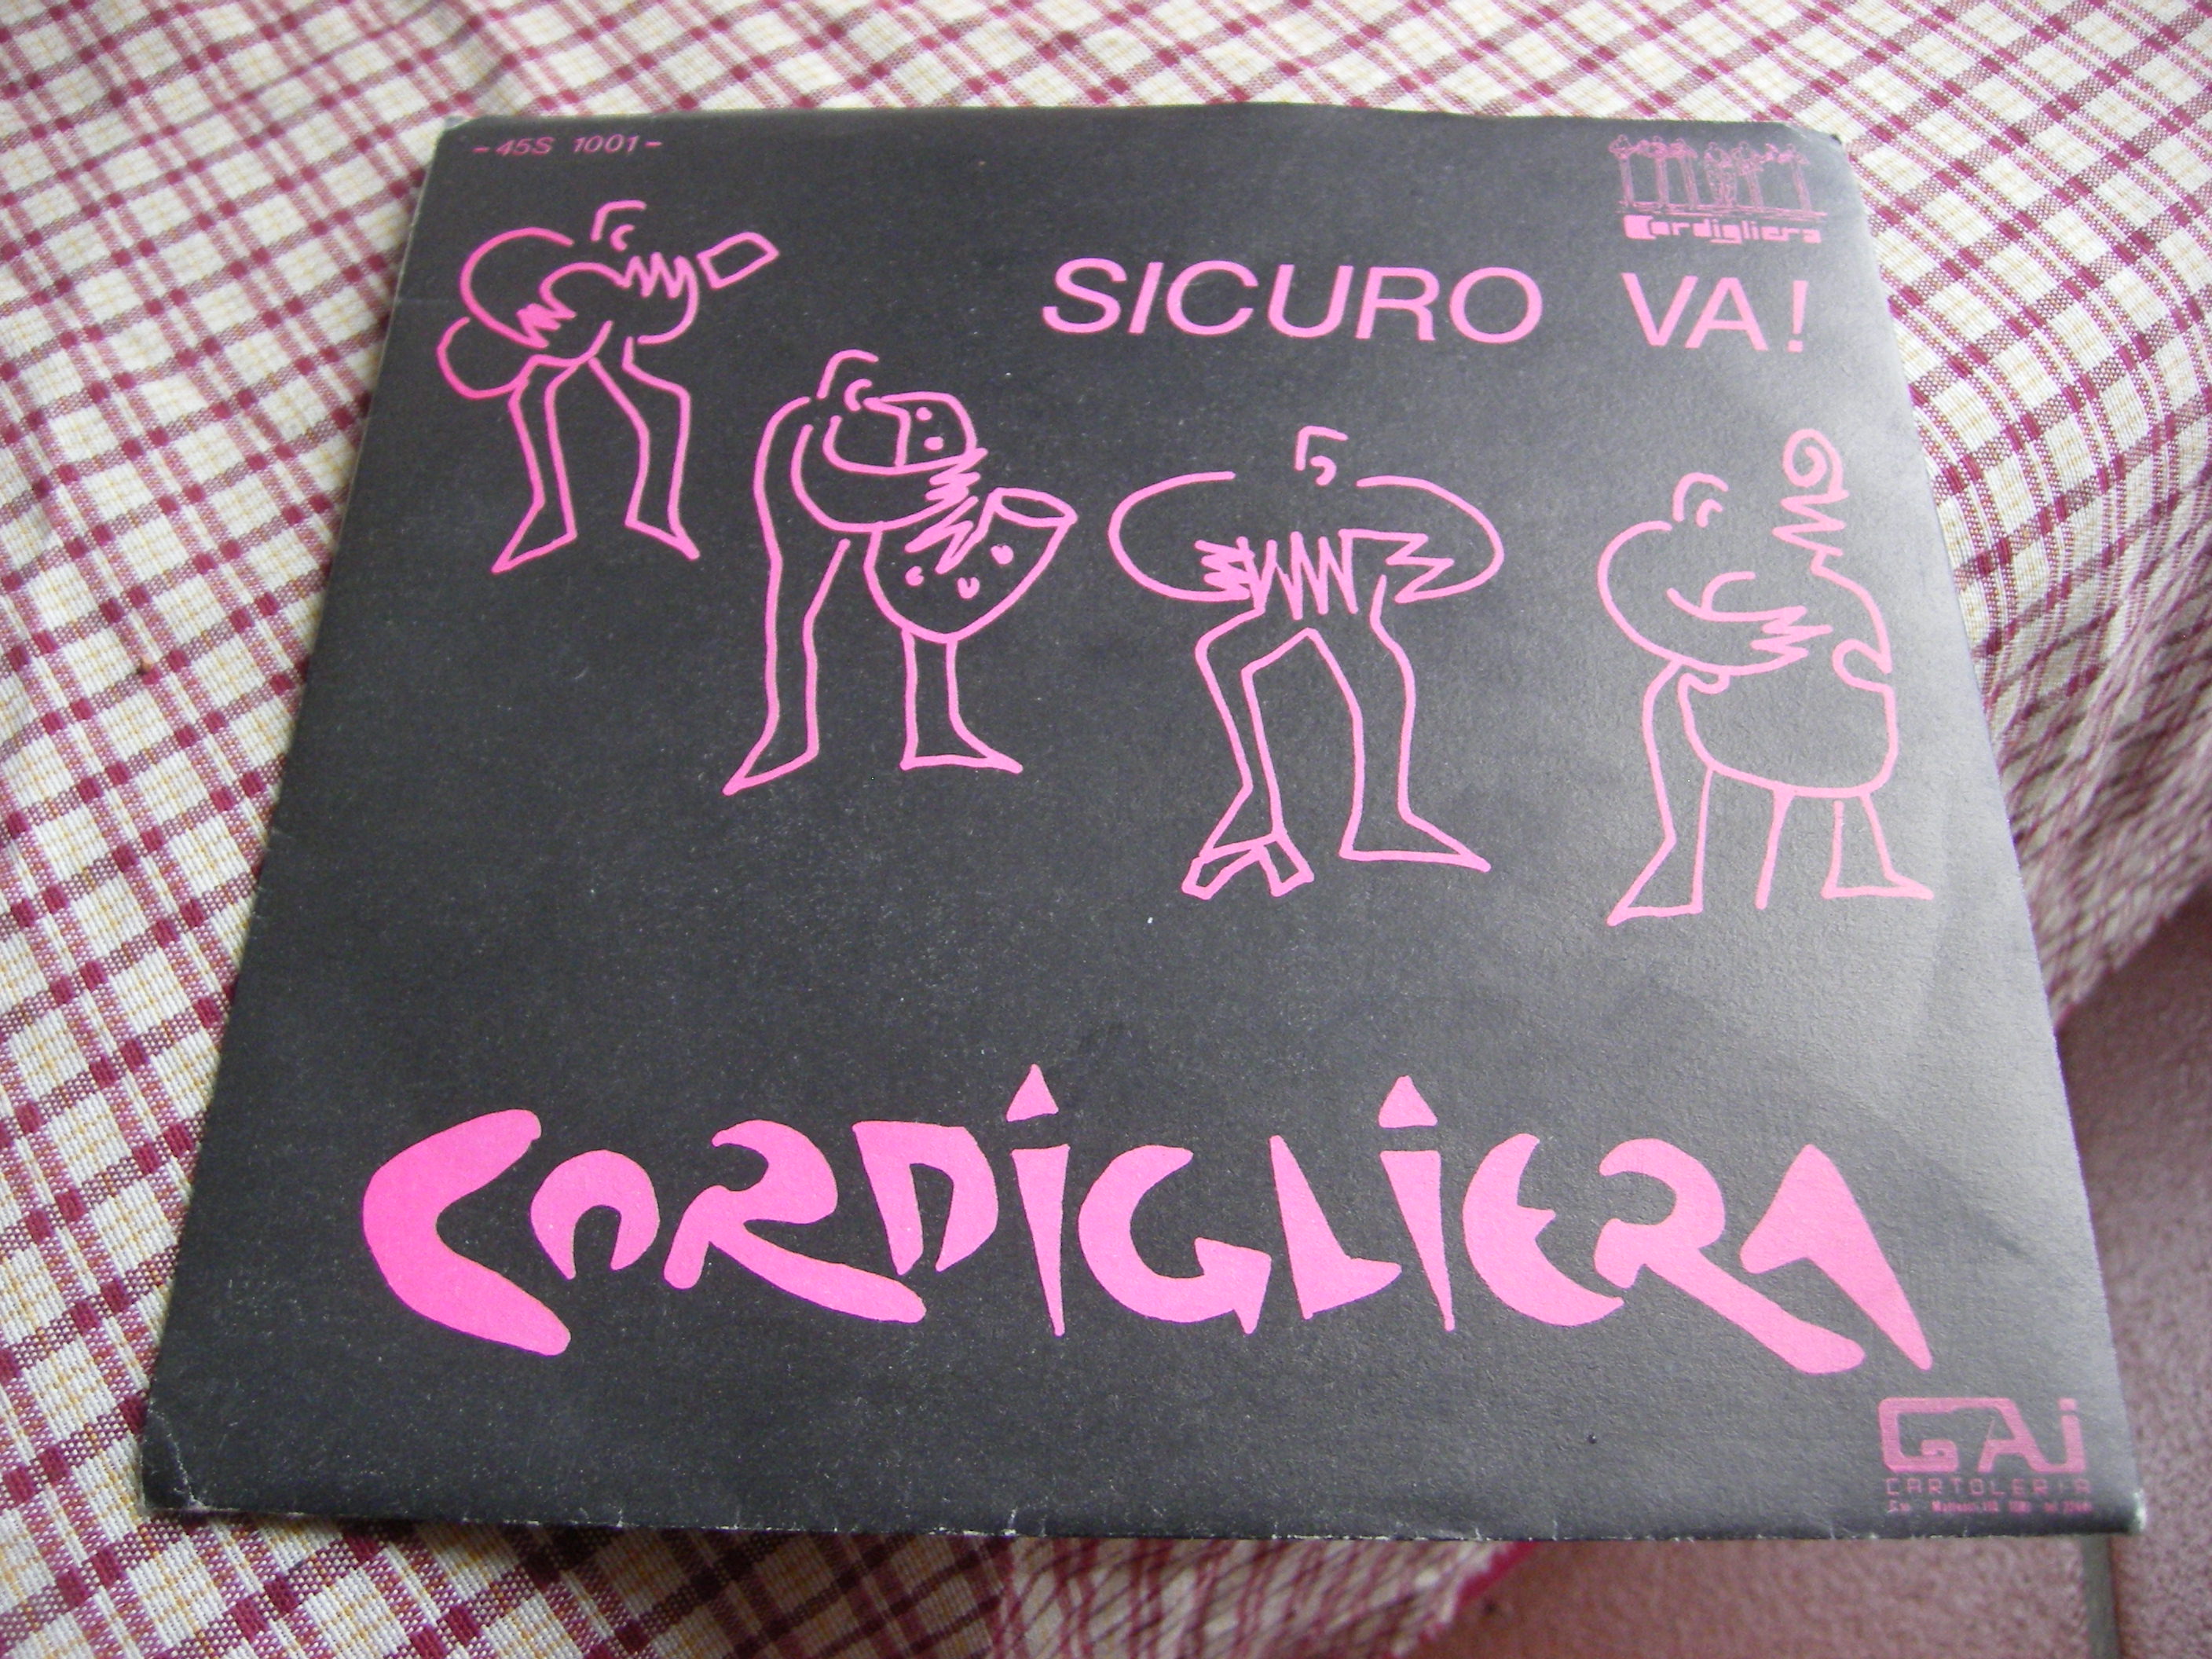 -45S 1001-
Cordigliera
SICURO VA!
CORDIGLIERA
GAJ
CARTOLERIA